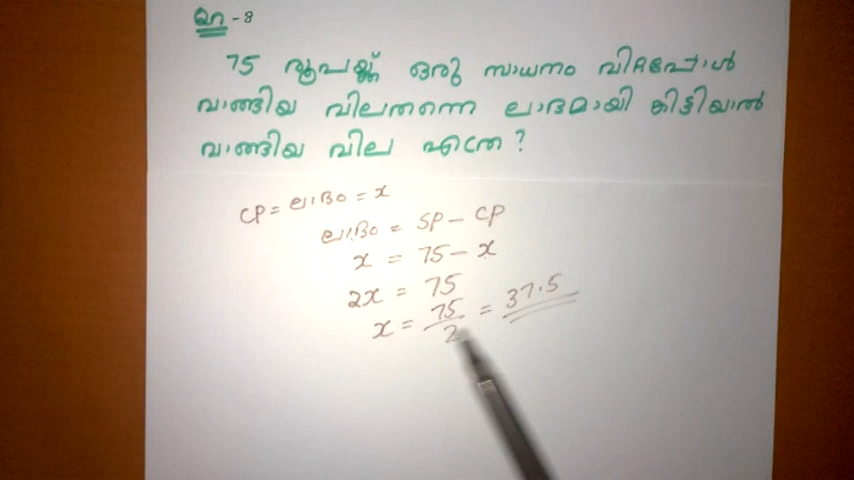 ഉദാ - 8
75 രൂപയ്ക്ക് ഒരു സാധനം വിറ്റപ്പോൾ
വാങ്ങിയ വിലതന്നെ ലാഭമായി കിട്ടിയാൽ
വാങ്ങിയ വില എത്ര?
CP = ലാഭം = x
ലാഭം = SP - CP
x = 75 - x
2x = 75
x = 75/2 = 37.5